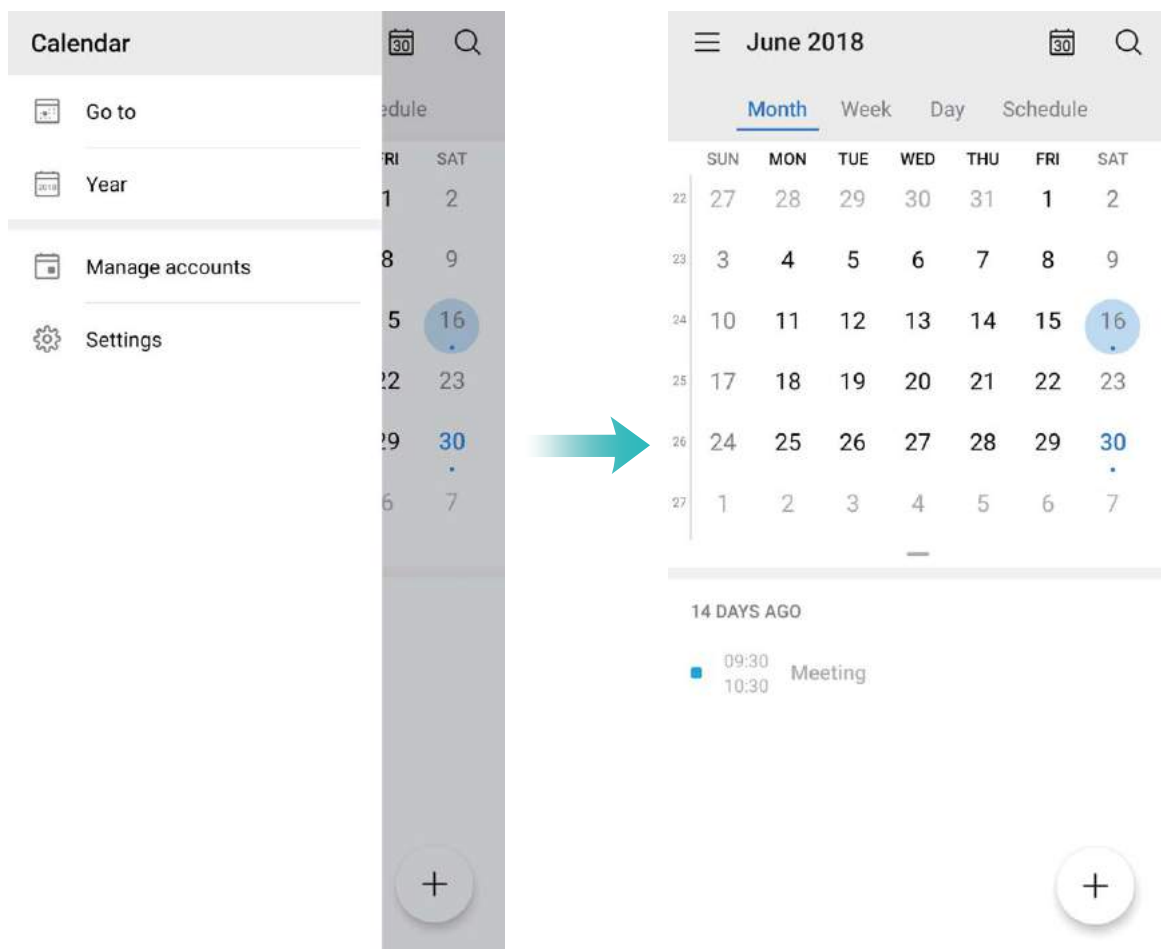 Calendar
30
Go to
edule
FRI SAT
Year
2018
1 2
Manage accounts
8 9
5 16
Settings
22 23
29 30
6 7
+
June 2018
30
Month Week Day Schedule
SUN MON TUE WED THU FRI SAT
22 27 28 29 30 31 1 2
23 3 4 5 6 7 8 9
24 10 11 12 13 14 15 16
25 17 18 19 20 21 22 23
26 24 25 26 27 28 29 30
27 1 2 3 4 5 6 7
14 DAYS AGO
09:30
Meeting
10:30
+